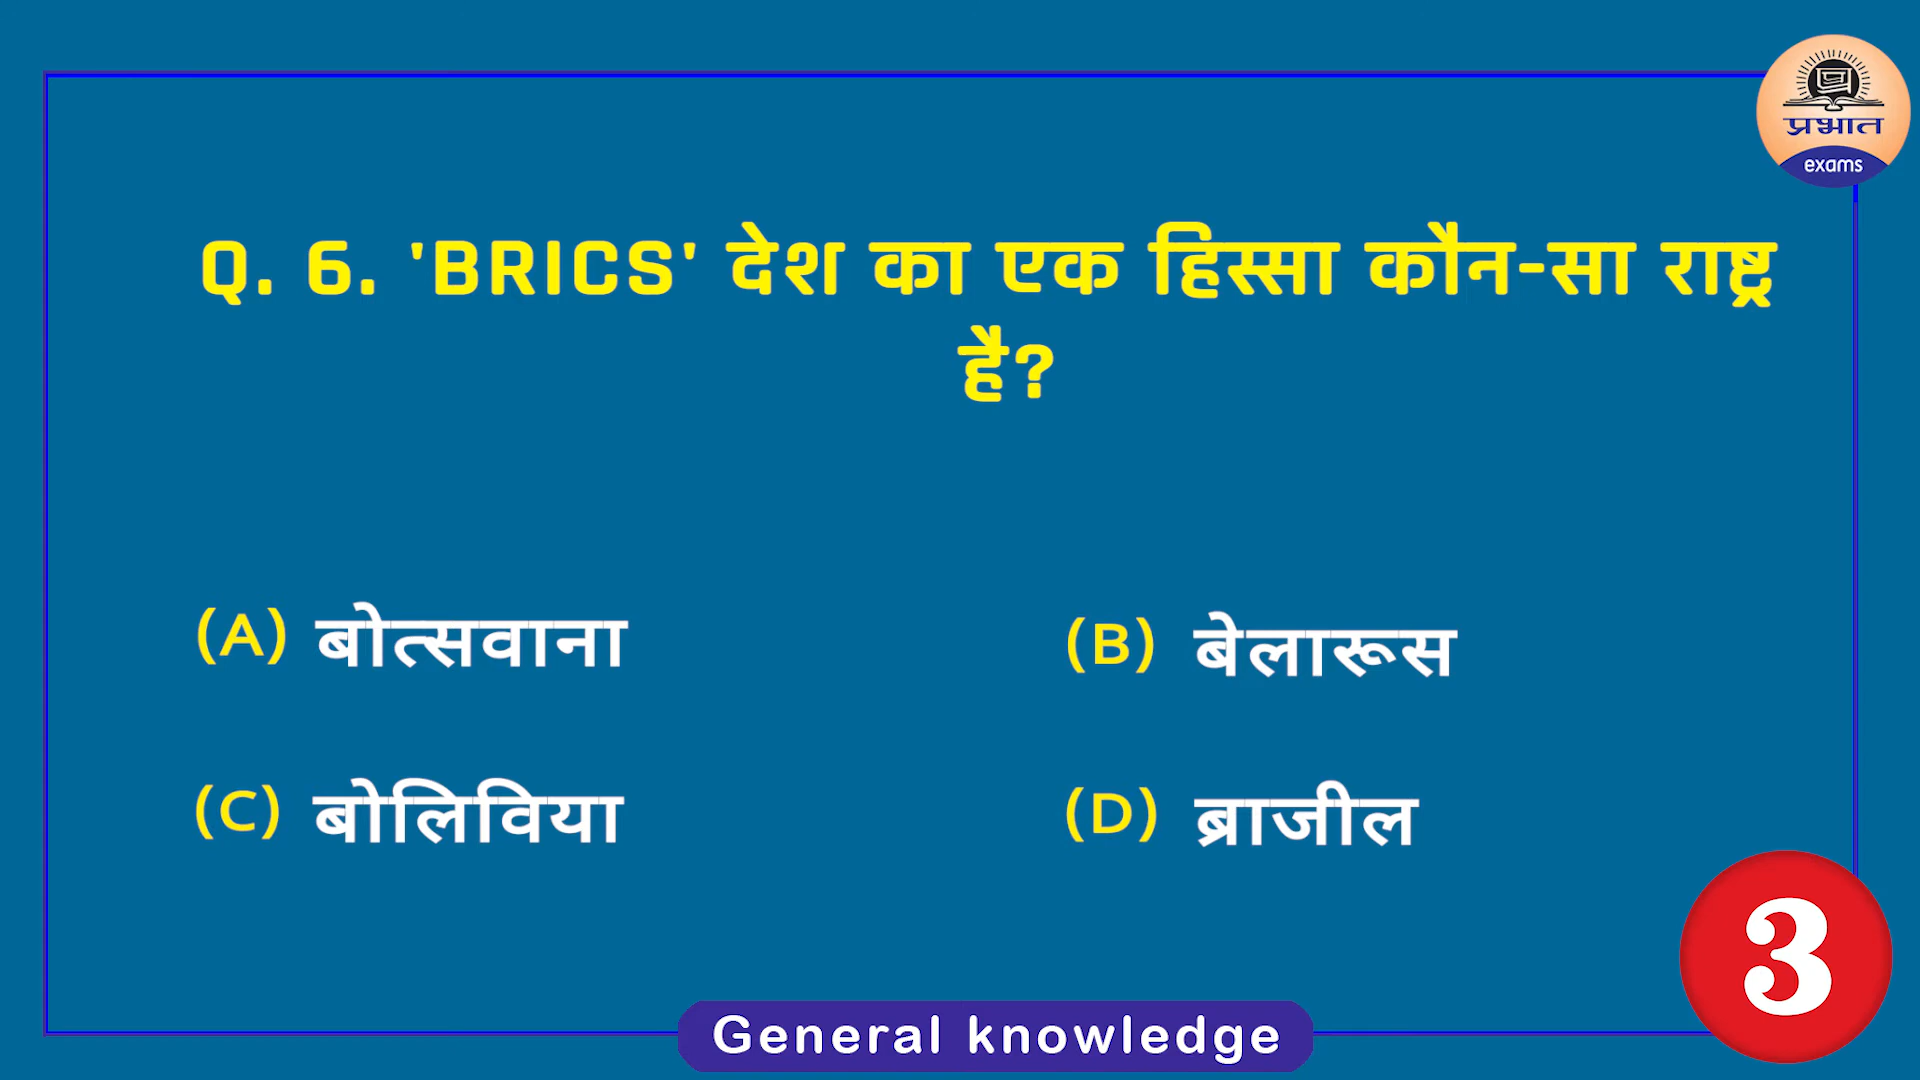 प्रभात
exams
Q. 6. 'BRICS' देश का एक हिस्सा कौन-सा राष्ट्र
है?
(A) बोत्सवाना
(B) बेलारूस
(C) बोलिविया
(D) ब्राजील
3
General knowledge